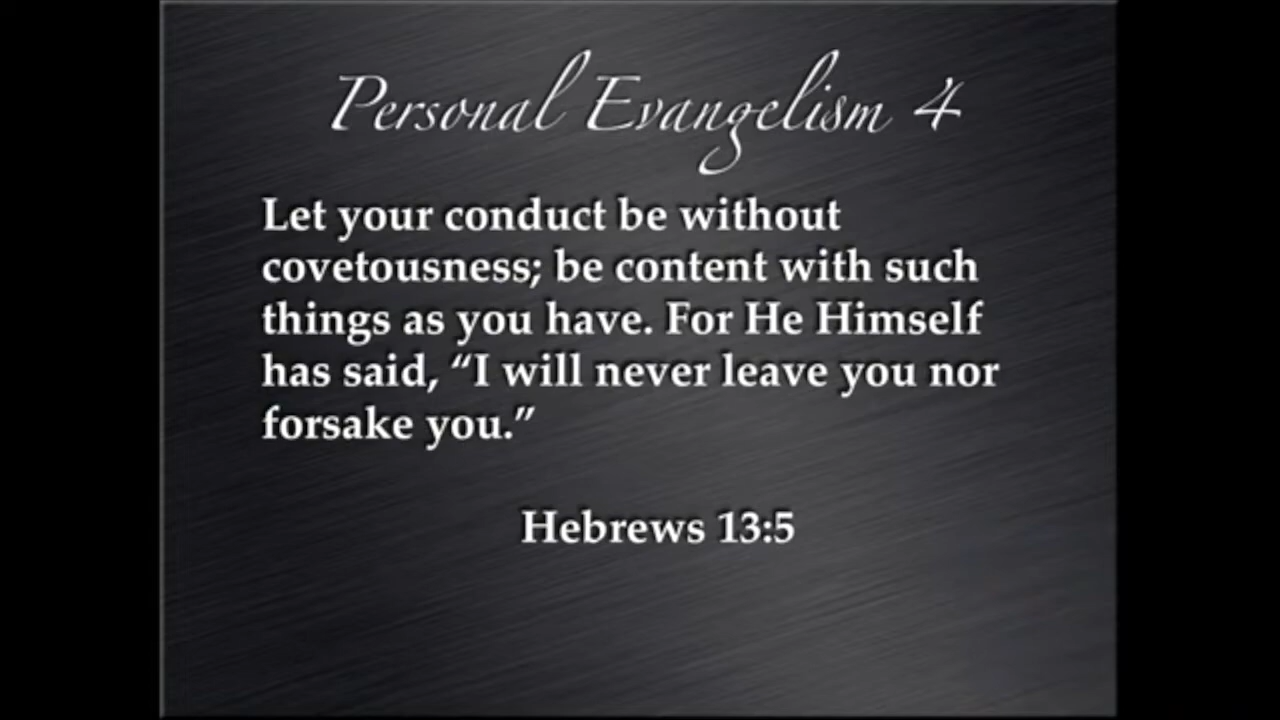 Personal Evangelism 4
Let your conduct be without
covetousness; be content with such
things as you have. For He Himself
has said, “I will never leave you nor
forsake you.”
Hebrews 13:5